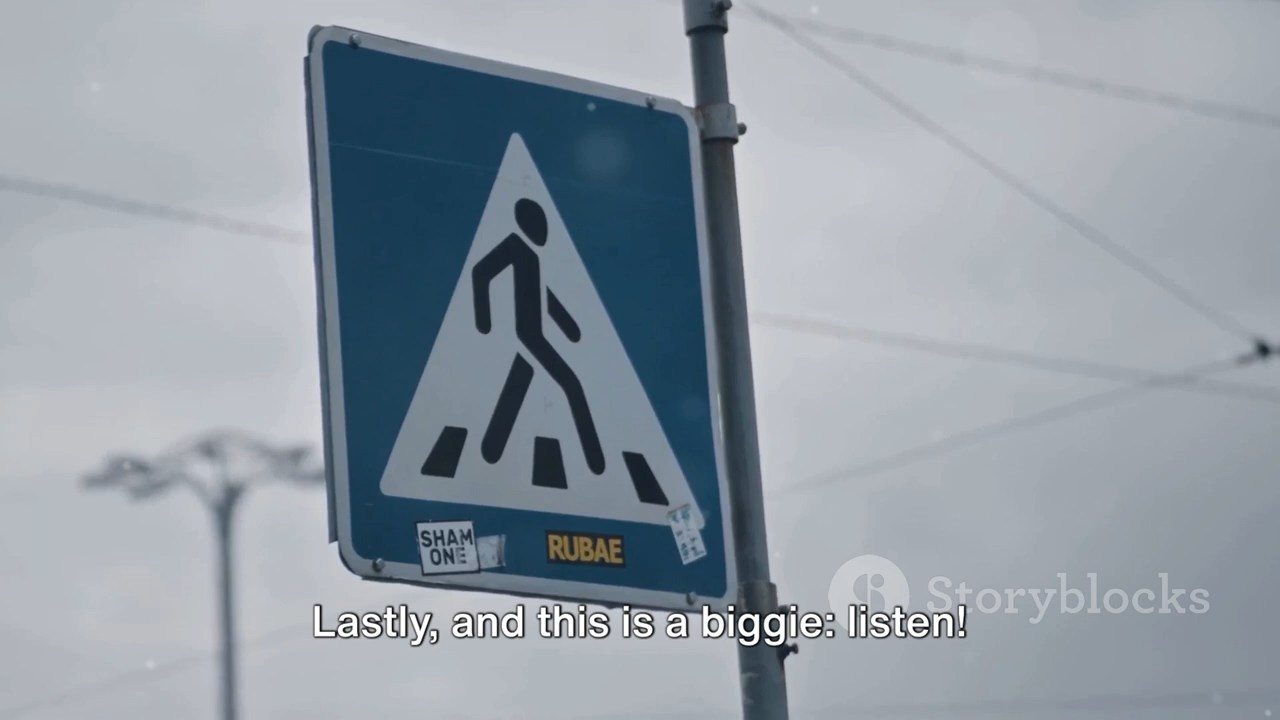 SHAM
ONE
RUBAE
Storyblocks
Lastly, and this is a biggie: listen!